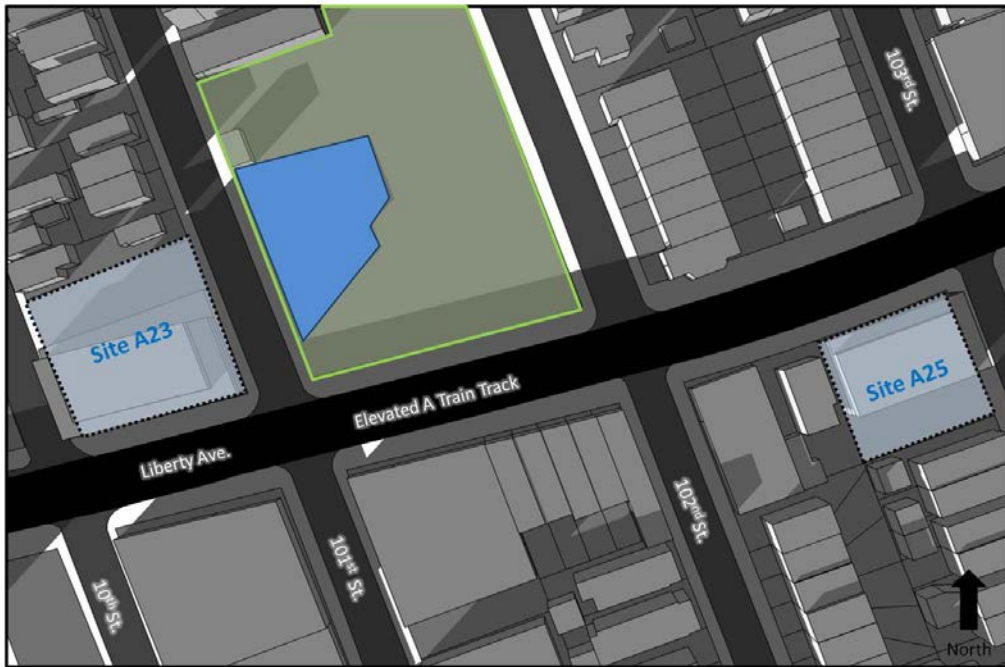 103rd St.
Site A23
Site A25
Elevated A Train Track
Liberty Ave.
102nd St.
101st St.
10th St.
North